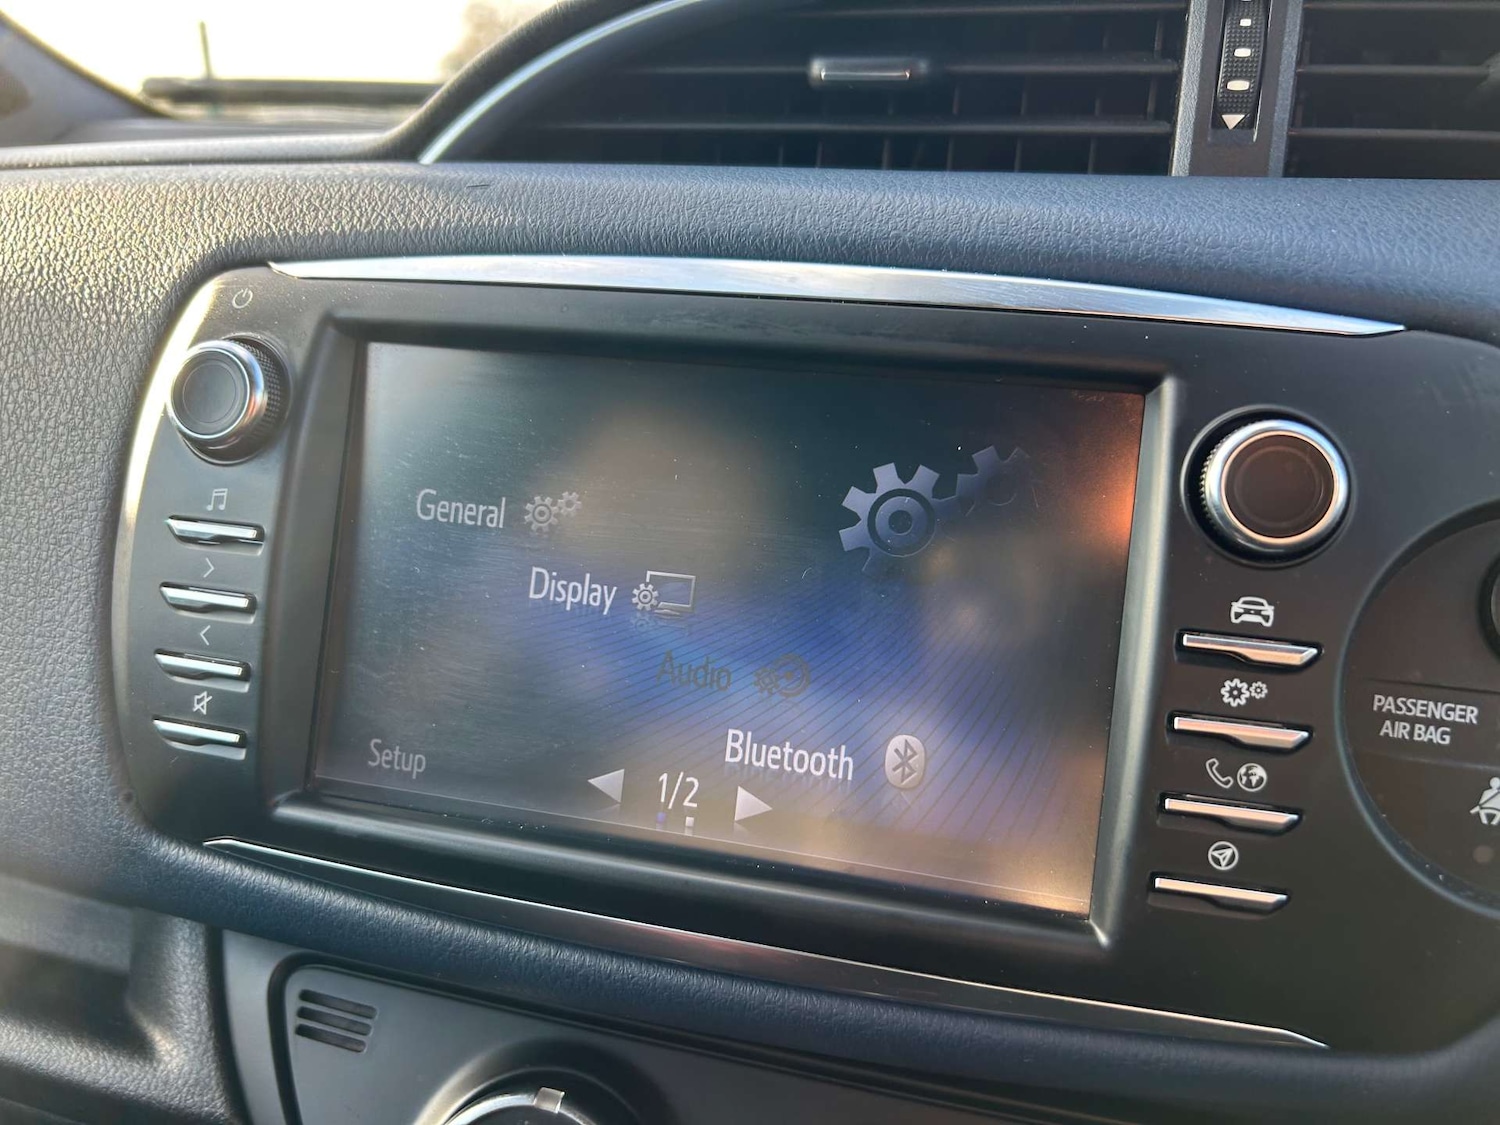 General
Display
Audio
Bluetooth
Setup
1/2
PASSENGER
AIR BAG